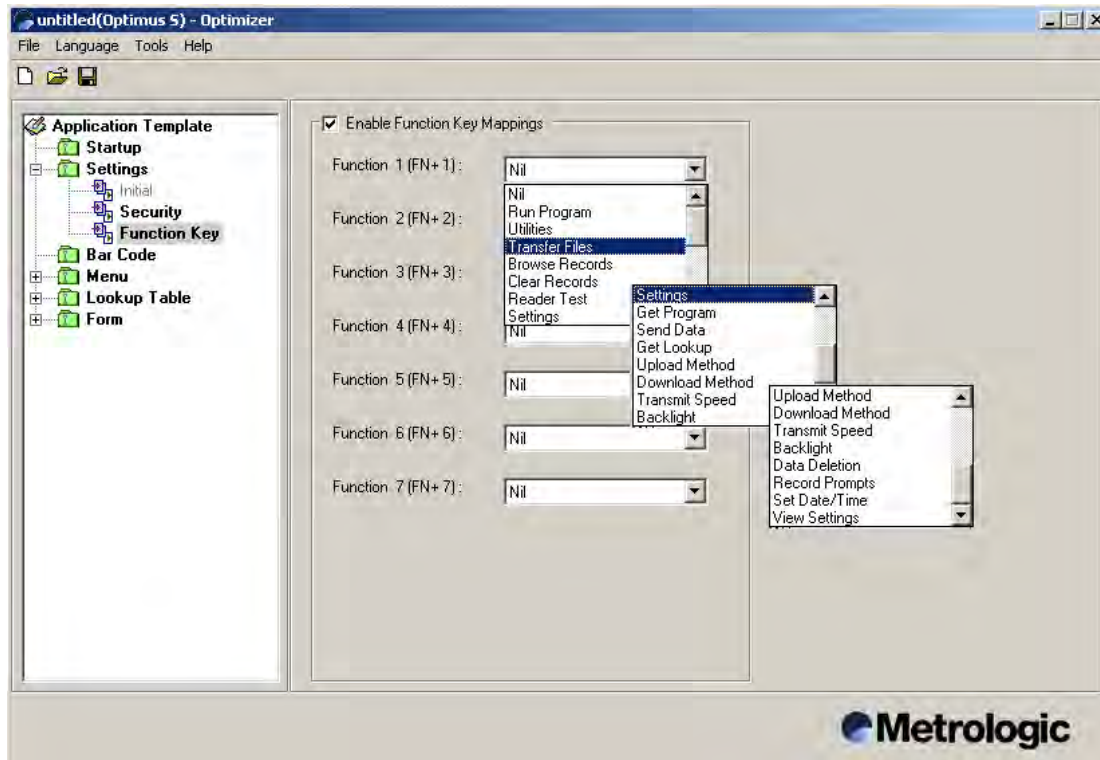 untitled(Optimus S) - Optimizer
File Language Tools Help
Application Template
Startup
Settings
Initial
Security
Function Key
Bar Code
Menu
Lookup Table
Form
Enable Function Key Mappings
Function 1 (FN+ 1) :
Nil
Nil
Run Program
Utilities
Transfer Files
Browse Records
Clear Records
Reader Test
Settings
Function 2 (FN+ 2) :
Function 3 (FN+ 3) :
Function 4 (FN+ 4) :
Nil
Function 5 (FN+ 5) :
Nil
Function 6 (FN+ 6) :
Nil
Function 7 (FN+ 7) :
Nil
Settings
Get Program
Send Data
Get Lookup
Upload Method
Download Method
Transmit Speed
Backlight
Upload Method
Download Method
Transmit Speed
Backlight
Data Deletion
Record Prompts
Set Date/Time
View Settings
Metrologic